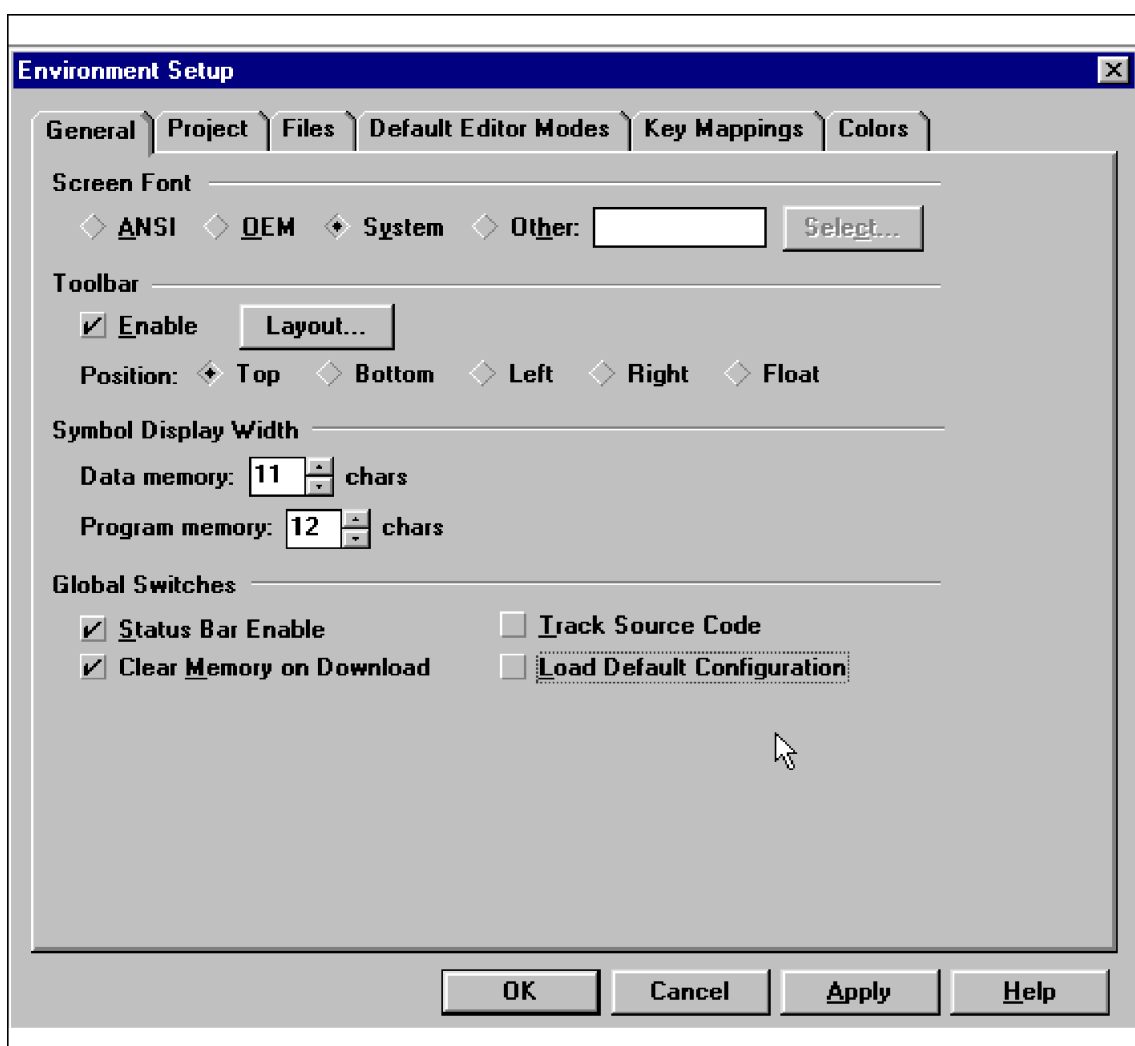 Environment Setup
General Project Files Default Editor Modes Key Mappings Colors
Screen Font
ANSI OEM System Other: Select...
Toolbar
Enable Layout...
Position: Top Bottom Left Right Float
Symbol Display Width
Data memory: 11 chars
Program memory: 12 chars
Global Switches
Status Bar Enable Track Source Code
Clear Memory on Download Load Default Configuration
OK Cancel Apply Help